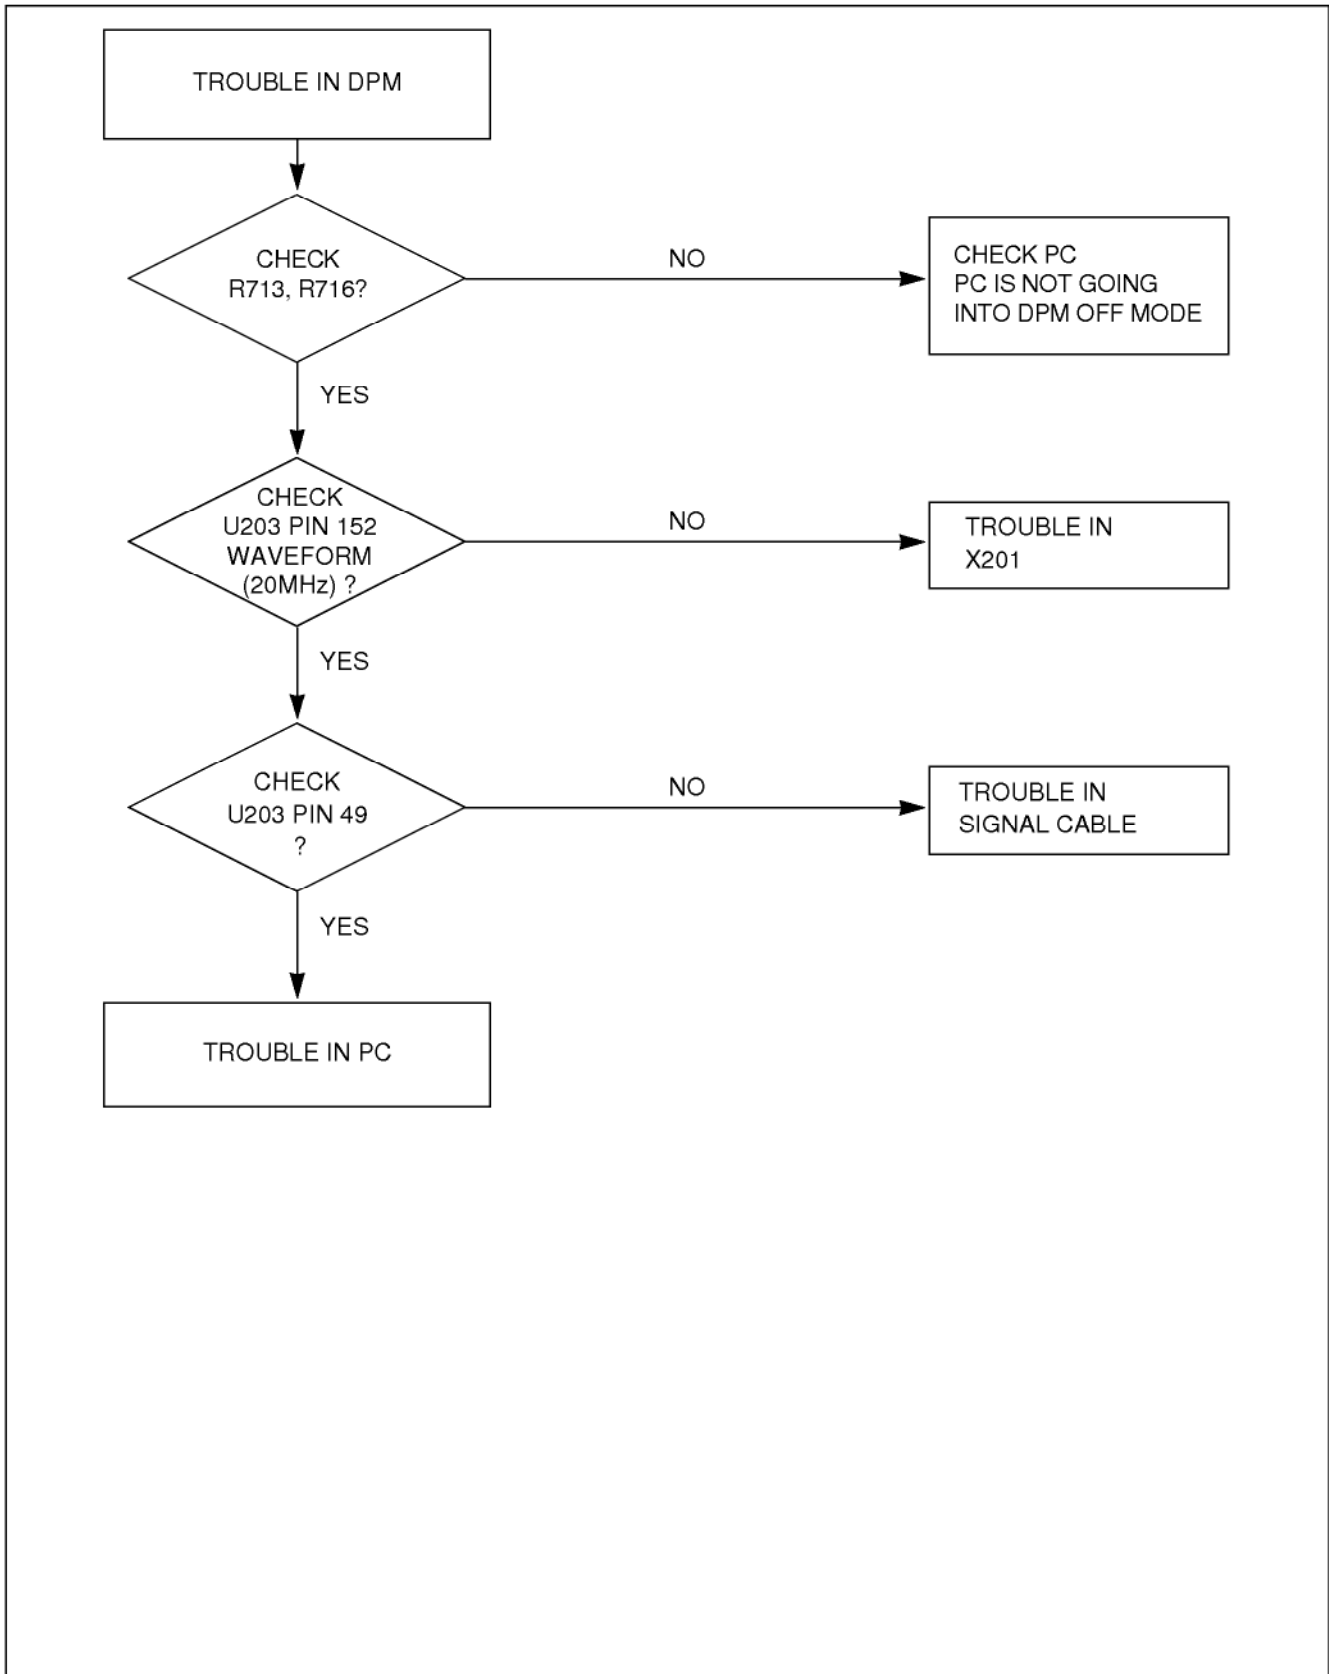 TROUBLE IN DPM
CHECK
R713, R716?
NO
CHECK PC
PC IS NOT GOING
INTO DPM OFF MODE
YES
CHECK
U203 PIN 152
WAVEFORM
(20MHz) ?
NO
TROUBLE IN
X201
YES
CHECK
U203 PIN 49
?
NO
TROUBLE IN
SIGNAL CABLE
YES
TROUBLE IN PC